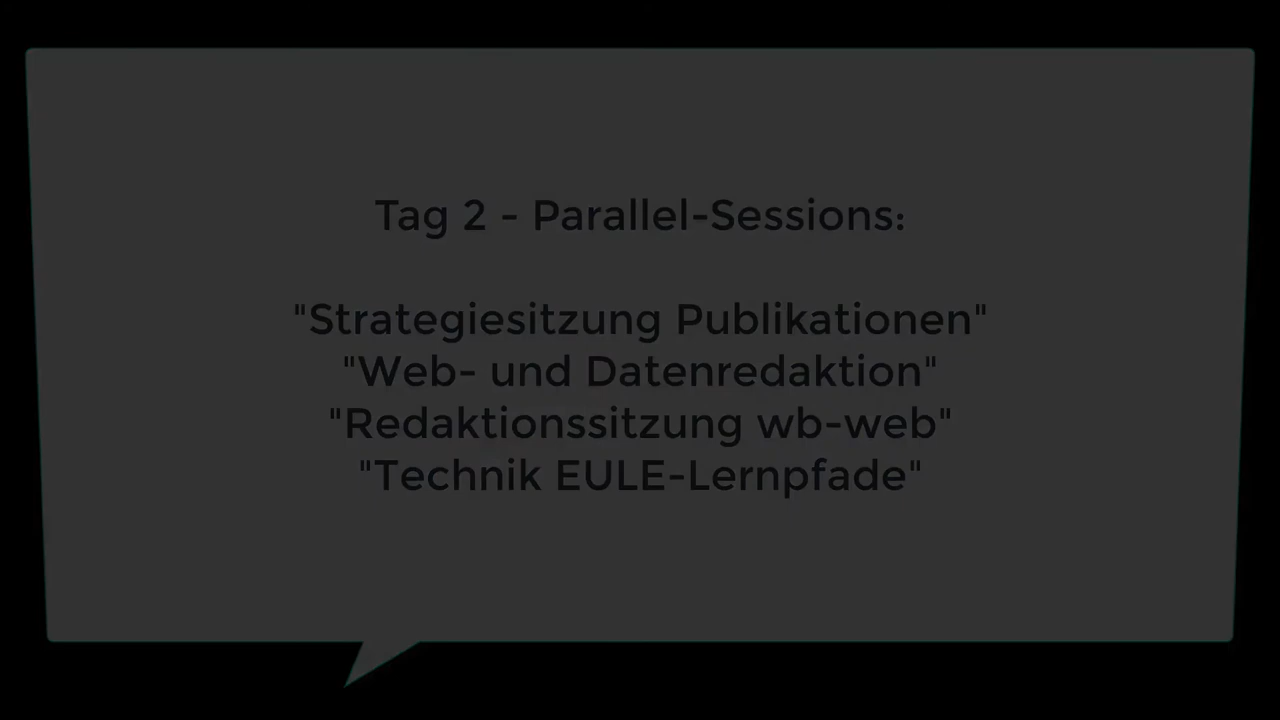 Tag 2 - Parallel-Sessions:
"Strategiesitzung Publikationen"
"Web- und Datenredaktion"
"Redaktionssitzung wb-web"
"Technik EULE-Lernpfade"